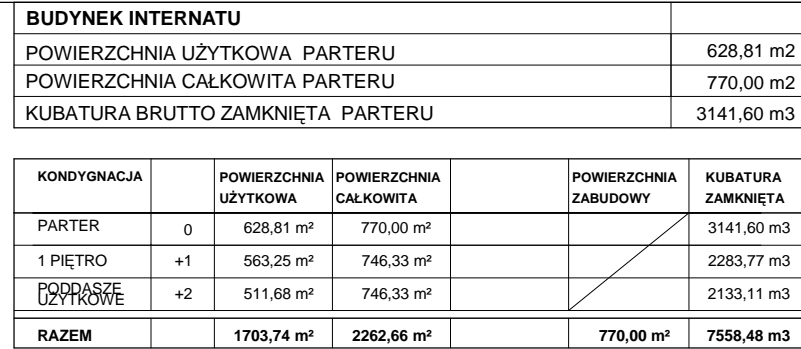 BUDYNEK INTERNATU
POWIERZCHNIA UŻYTKOWA PARTERU 628,81 m2
POWIERZCHNIA CAŁKOWITA PARTERU 770,00 m2
KUBATURA BRUTTO ZAMKNIĘTA PARTERU 3141,60 m3
KONDYGNACJA POWIERZCHNIA POWIERZCHNIA POWIERZCHNIA KUBATURA
UŻYTKOWA CAŁKOWITA ZABUDOWY ZAMKNIĘTA
PARTER 0 628,81 m² 770,00 m² 3141,60 m3
1 PIĘTRO +1 563,25 m² 746,33 m² 2283,77 m3
PODDASZE
UŻYTKOWE +2 511,68 m² 746,33 m² 2133,11 m3
RAZEM 1703,74 m² 2262,66 m² 770,00 m² 7558,48 m3